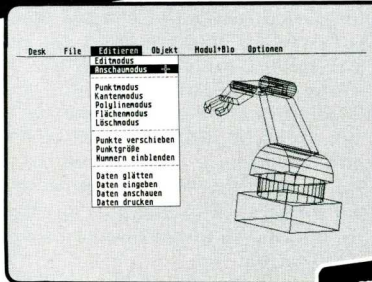 Desk File Editieren Objekt Modul+Blo Optionen
Editmodus
Anschaumodus
Punktmodus
Kantenmodus
Polylinemodus
Flächenmodus
Löschmodus
Punkte verschieben
Punktgröße
Nummern einblenden
Daten glätten
Daten eingeben
Daten anschauen
Daten drucken